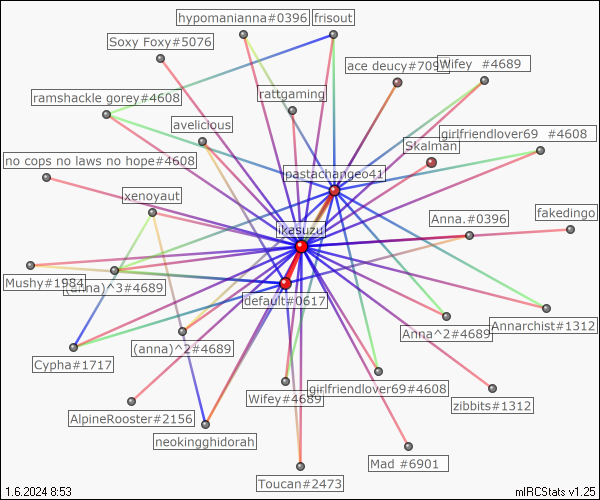 hypomanianna#0396
frisout
Soxy Foxy#5076
ace deucy#709
Wifey #4689
ramshackle gorey#4608
rattgaming
avelicious
girlfriendlover69 #4608
Skalman
no cops no laws no hope#4608
pastachangeo41
xenoyaut
Anna.#0396
fakedingo
ikasuzu
Mushy#1984
(anna)^3#4689
default#0617
Annarchist#1312
Anna^2#4689
(anna)^2#4689
Cypha#1717
girlfriendlover69#4608
Wifey#4689
zibbits#1312
AlpineRooster#2156
neokingghidorah
Mad #6901
Toucan#2473
1.6.2024 8:53
mIRCStats v1.25